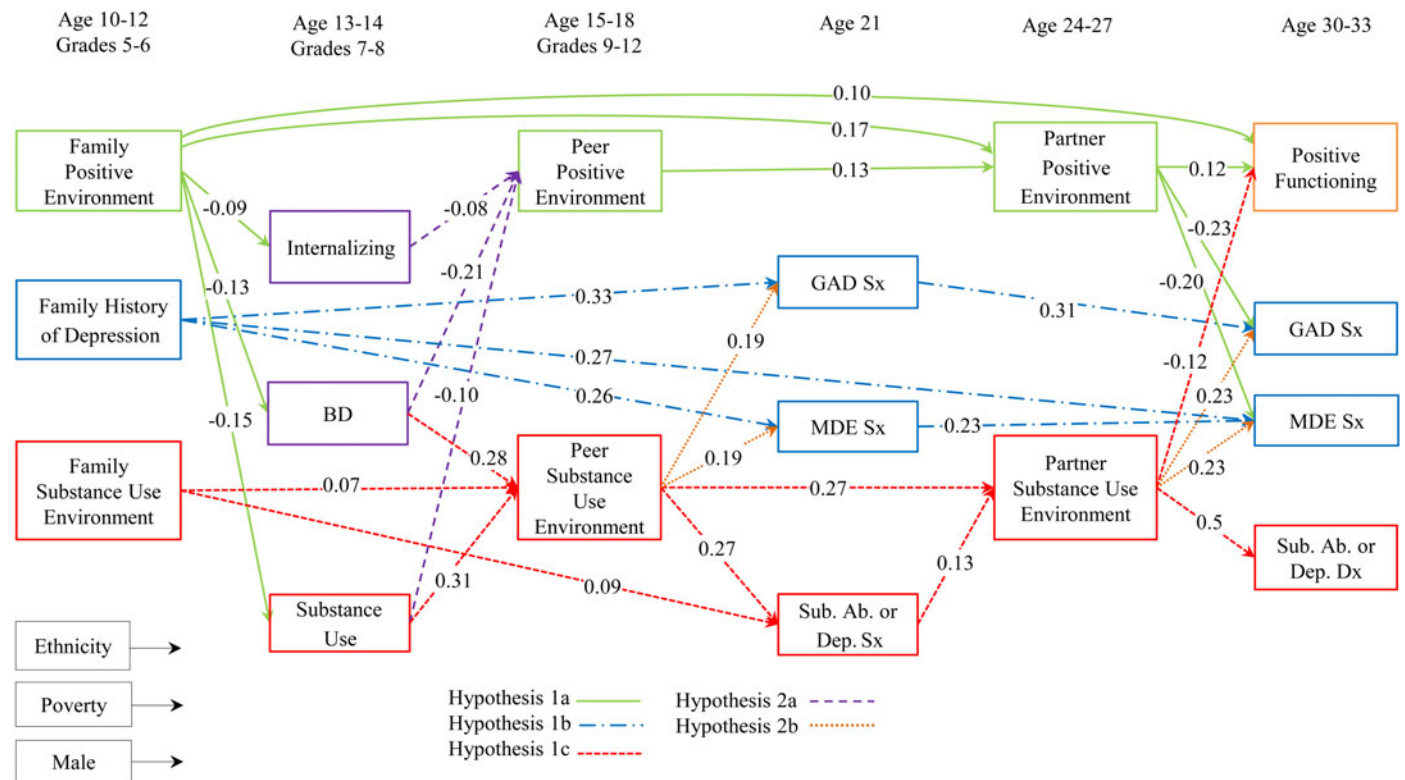 Age 10-12
Grades 5-6
Age 13-14
Grades 7-8
Age 15-18
Grades 9-12
Age 21
Age 24-27
Age 30-33
0.10
0.17
Family
Positive
Environment
Peer
Positive
Environment
0.13
Partner
Positive
Environment
0.12
Positive
Functioning
-0.09
-0.08
Internalizing
-0.23
-0.13
-0.21
-0.20
Family History
of Depression
0.33
GAD Sx
0.31
GAD Sx
0.19
0.27
-0.12
-0.15
BD
-0.10
0.26
MDE Sx
0.23
0.23
MDE Sx
Family
Substance Use
Environment
0.07
0.28
Peer
Substance
Use
Environment
0.19
0.27
Partner
Substance Use
Environment
0.23
0.5
Sub. Ab. or
Dep. Dx
0.31
0.09
0.27
0.13
Substance
Use
Sub. Ab. or
Dep. Sx
Ethnicity
Poverty
Male
Hypothesis 1a
Hypothesis 1b
Hypothesis 1c
Hypothesis 2a
Hypothesis 2b